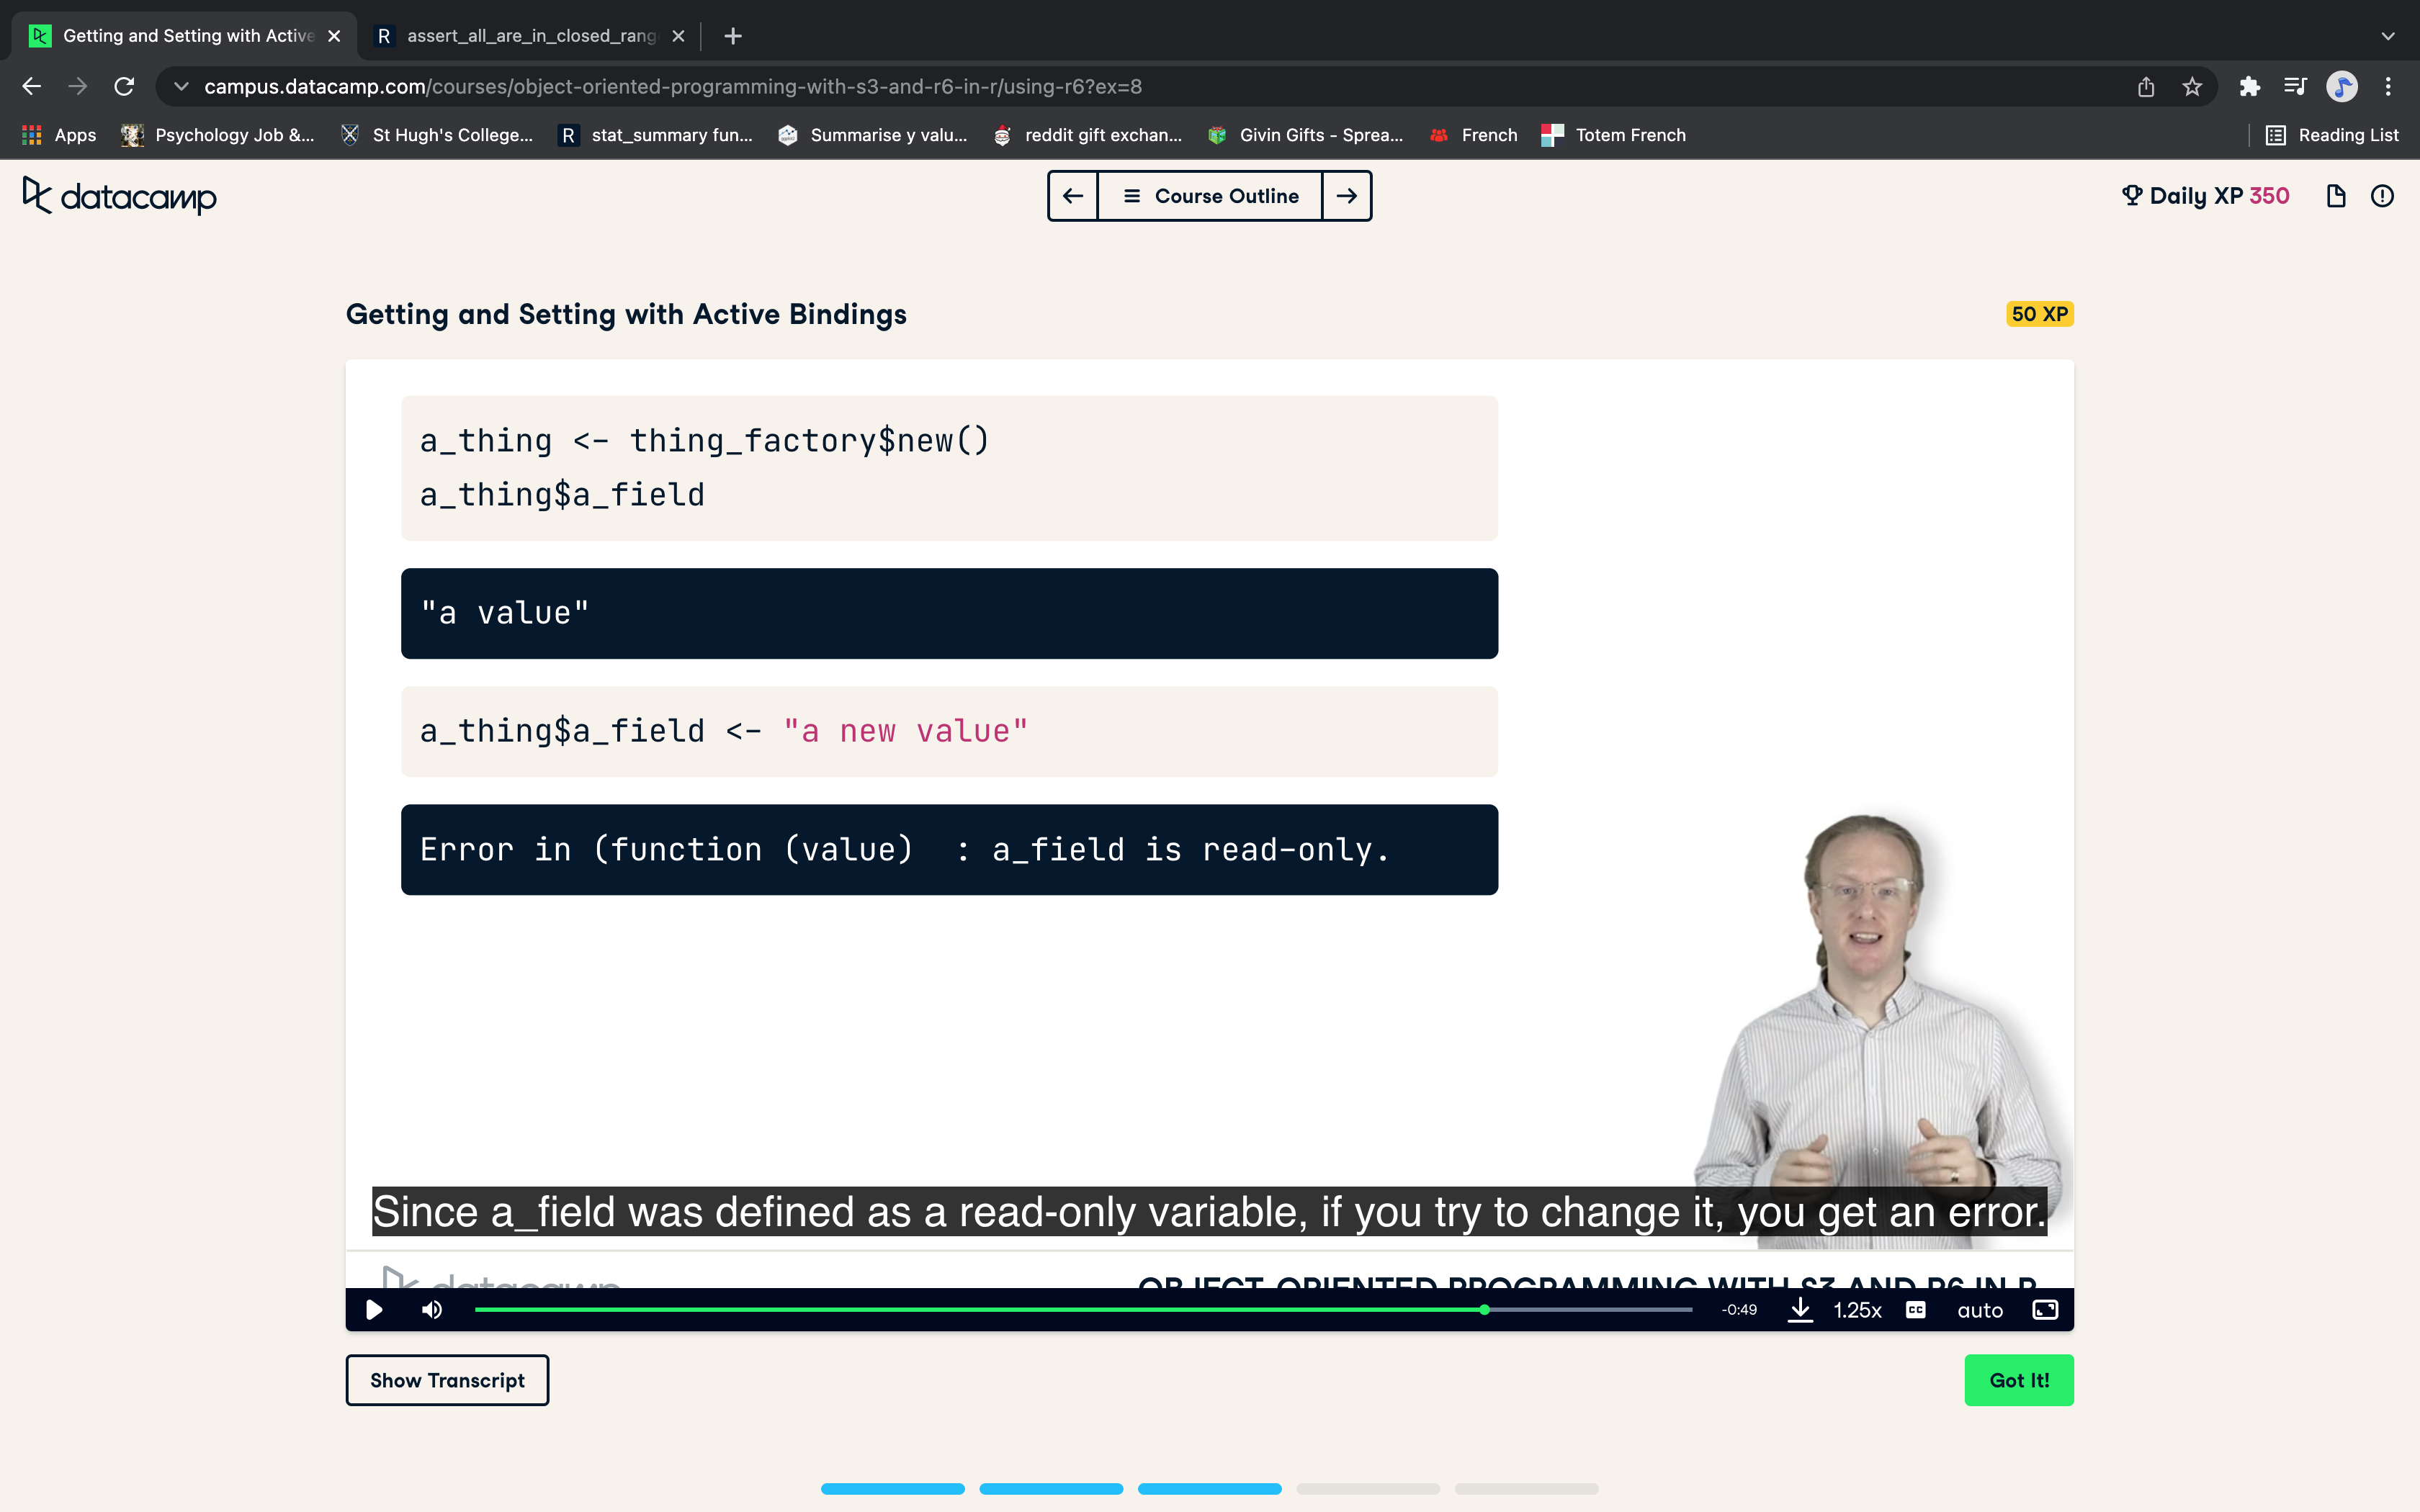 Getting and Setting with Active
assert_all_are_in_closed_rang
campus.datacamp.com/courses/object-oriented-programming-with-s3-and-r6-in-r/using-r6?ex=8
Apps Psychology Job &... St Hugh's College... R stat_summary fun... Summarise y valu... reddit gift exchan... Givin Gifts - Sprea... French Totem French Reading List
datacamp
Course Outline
Daily XP 350
Getting and Setting with Active Bindings
50 XP
a_thing <- thing_factory$new()
a_thing$a_field
"a value"
a_thing$a_field <- "a new value"
Error in (function (value)  : a_field is read-only.
Since a_field was defined as a read-only variable, if you try to change it, you get an error.
datacamp
OBJECT-ORIENTED PROGRAMMING WITH S3 AND R6 IN R
-0:49 1.25x CC auto
Show Transcript
Got It!